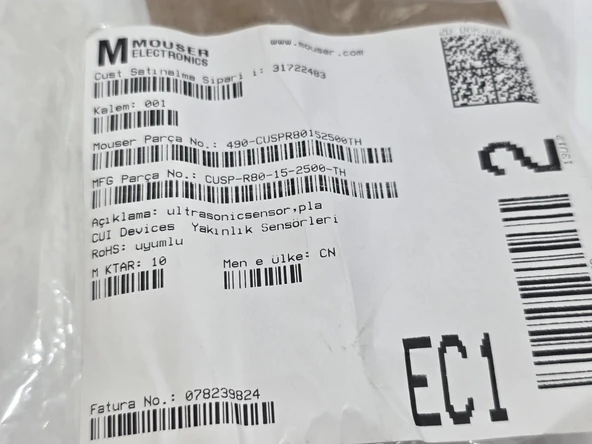 MOUSER
ELECTRONICS
www.mouser.com
Cust Satınalma Sipari i: 31722483
Kalem: 001
Mouser Parça No.: 490-CUSPR80152500TH
MFG Parça No.: CUSP-R80-15-2500-TH
Açıklama: ultrasonicsensor,pla
CUI Devices Yakınlık Sensörleri
RoHS: uyumlu
M KTAR: 10 Men e ülke: CN
Fatura No.: 078239824
2
EC1